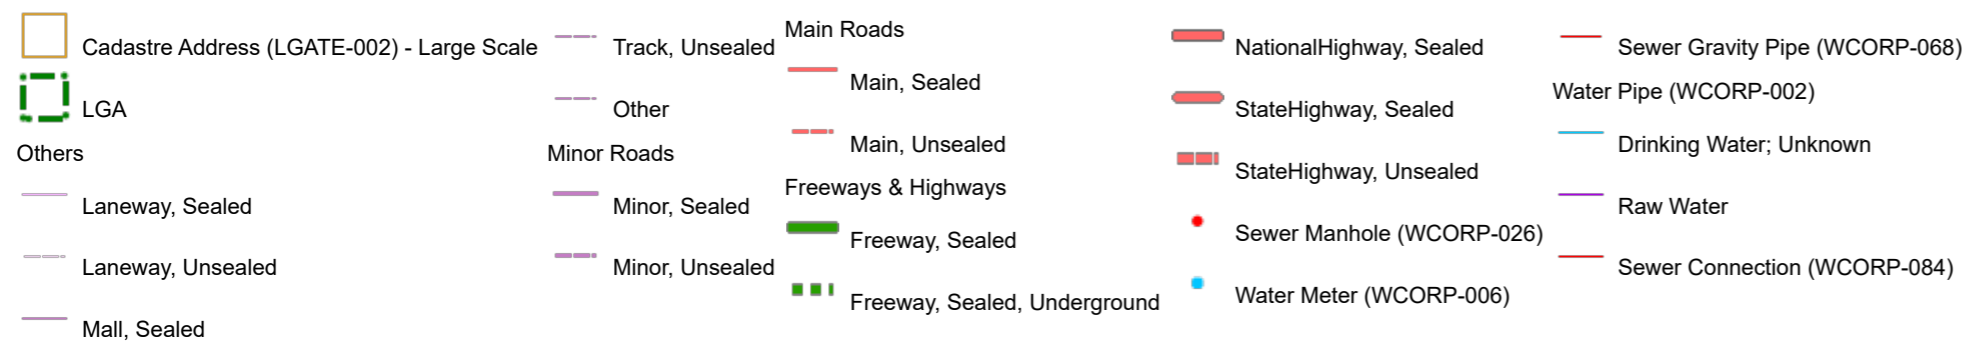 Cadastre Address (LGATE-002) - Large Scale
LGA
Others
Laneway, Sealed
Laneway, Unsealed
Mall, Sealed
Track, Unsealed
Other
Minor Roads
Minor, Sealed
Minor, Unsealed
Main Roads
Main, Sealed
Main, Unsealed
Freeways & Highways
Freeway, Sealed
Freeway, Sealed, Underground
NationalHighway, Sealed
StateHighway, Sealed
StateHighway, Unsealed
Sewer Manhole (WCORP-026)
Water Meter (WCORP-006)
Sewer Gravity Pipe (WCORP-068)
Water Pipe (WCORP-002)
Drinking Water; Unknown
Raw Water
Sewer Connection (WCORP-084)